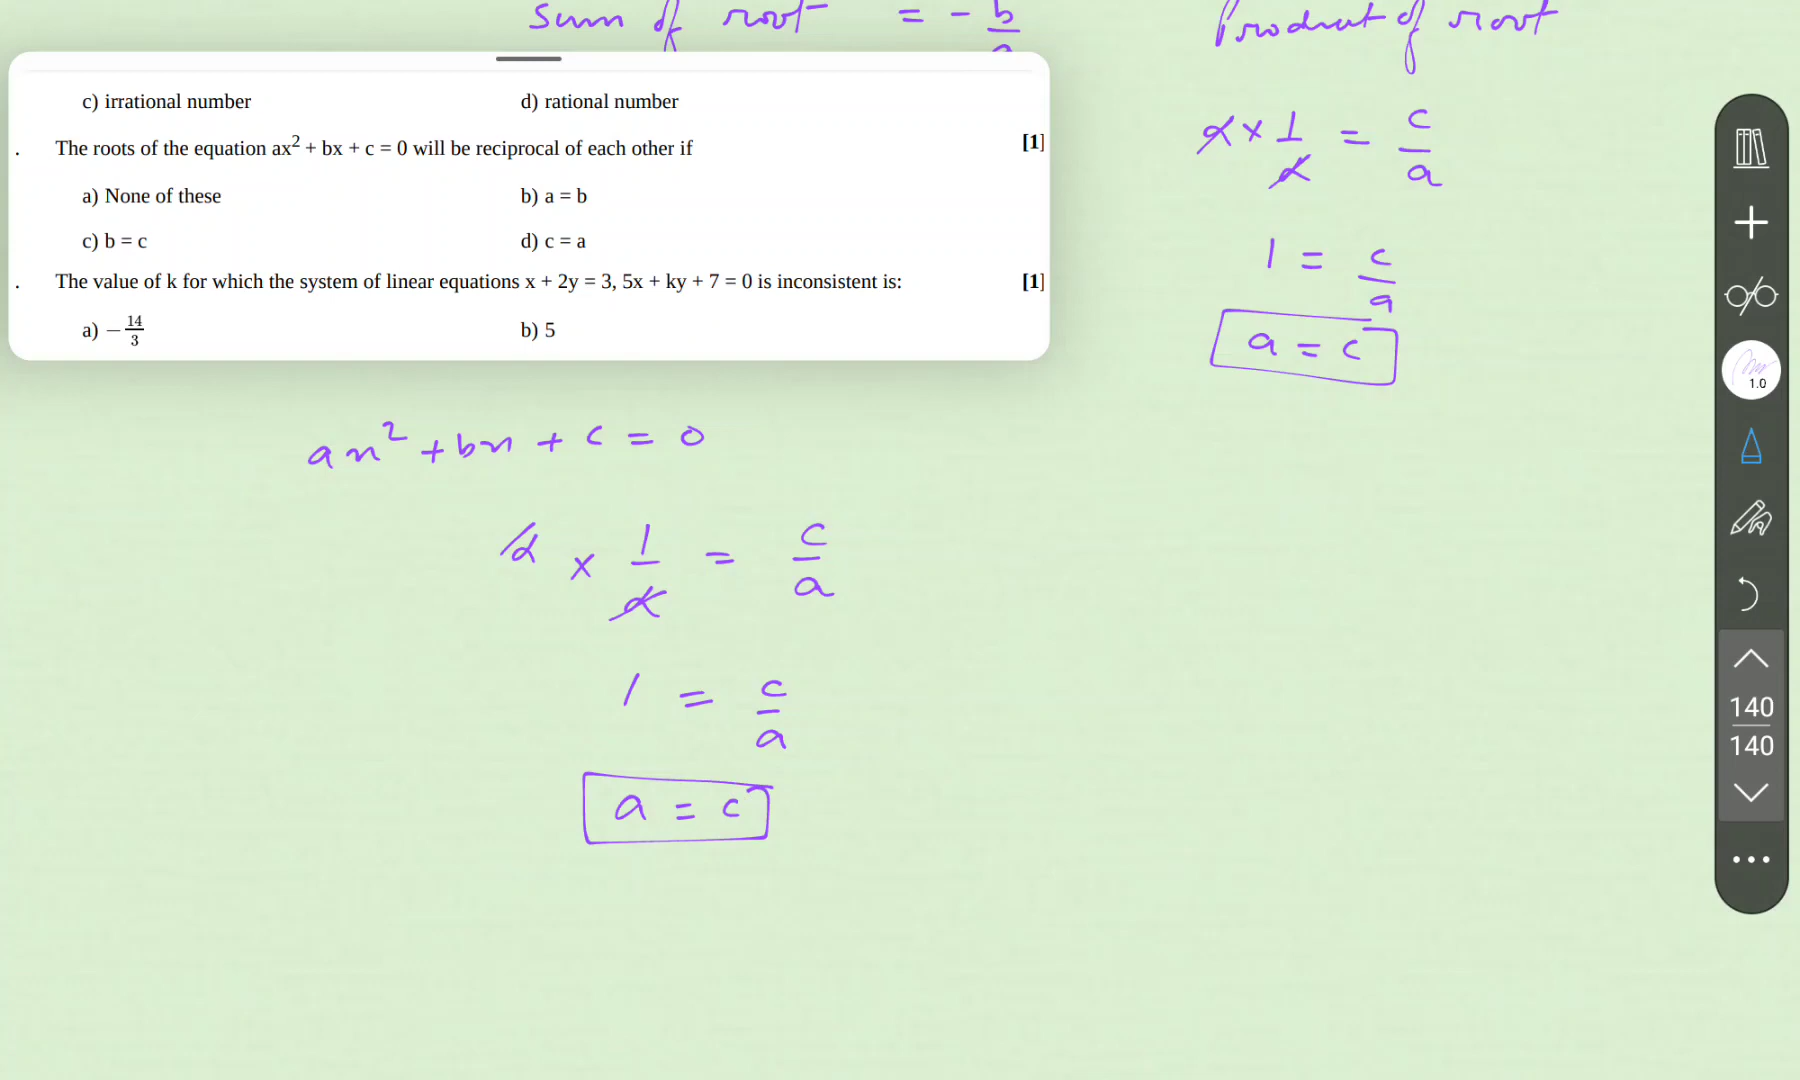 Sum of root = - b/a
Product of root
c) irrational number d) rational number
. The roots of the equation ax² + bx + c = 0 will be reciprocal of each other if [1]
a) None of these b) a = b
c) b = c d) c = a
. The value of k for which the system of linear equations x + 2y = 3, 5x + ky + 7 = 0 is inconsistent is: [1]
a) −14/3 b) 5
α × 1/α = c/a
1 = c/a
a = c
ax² + bx + c = 0
α × 1/α = c/a
1 = c/a
a = c
1.0
140
140